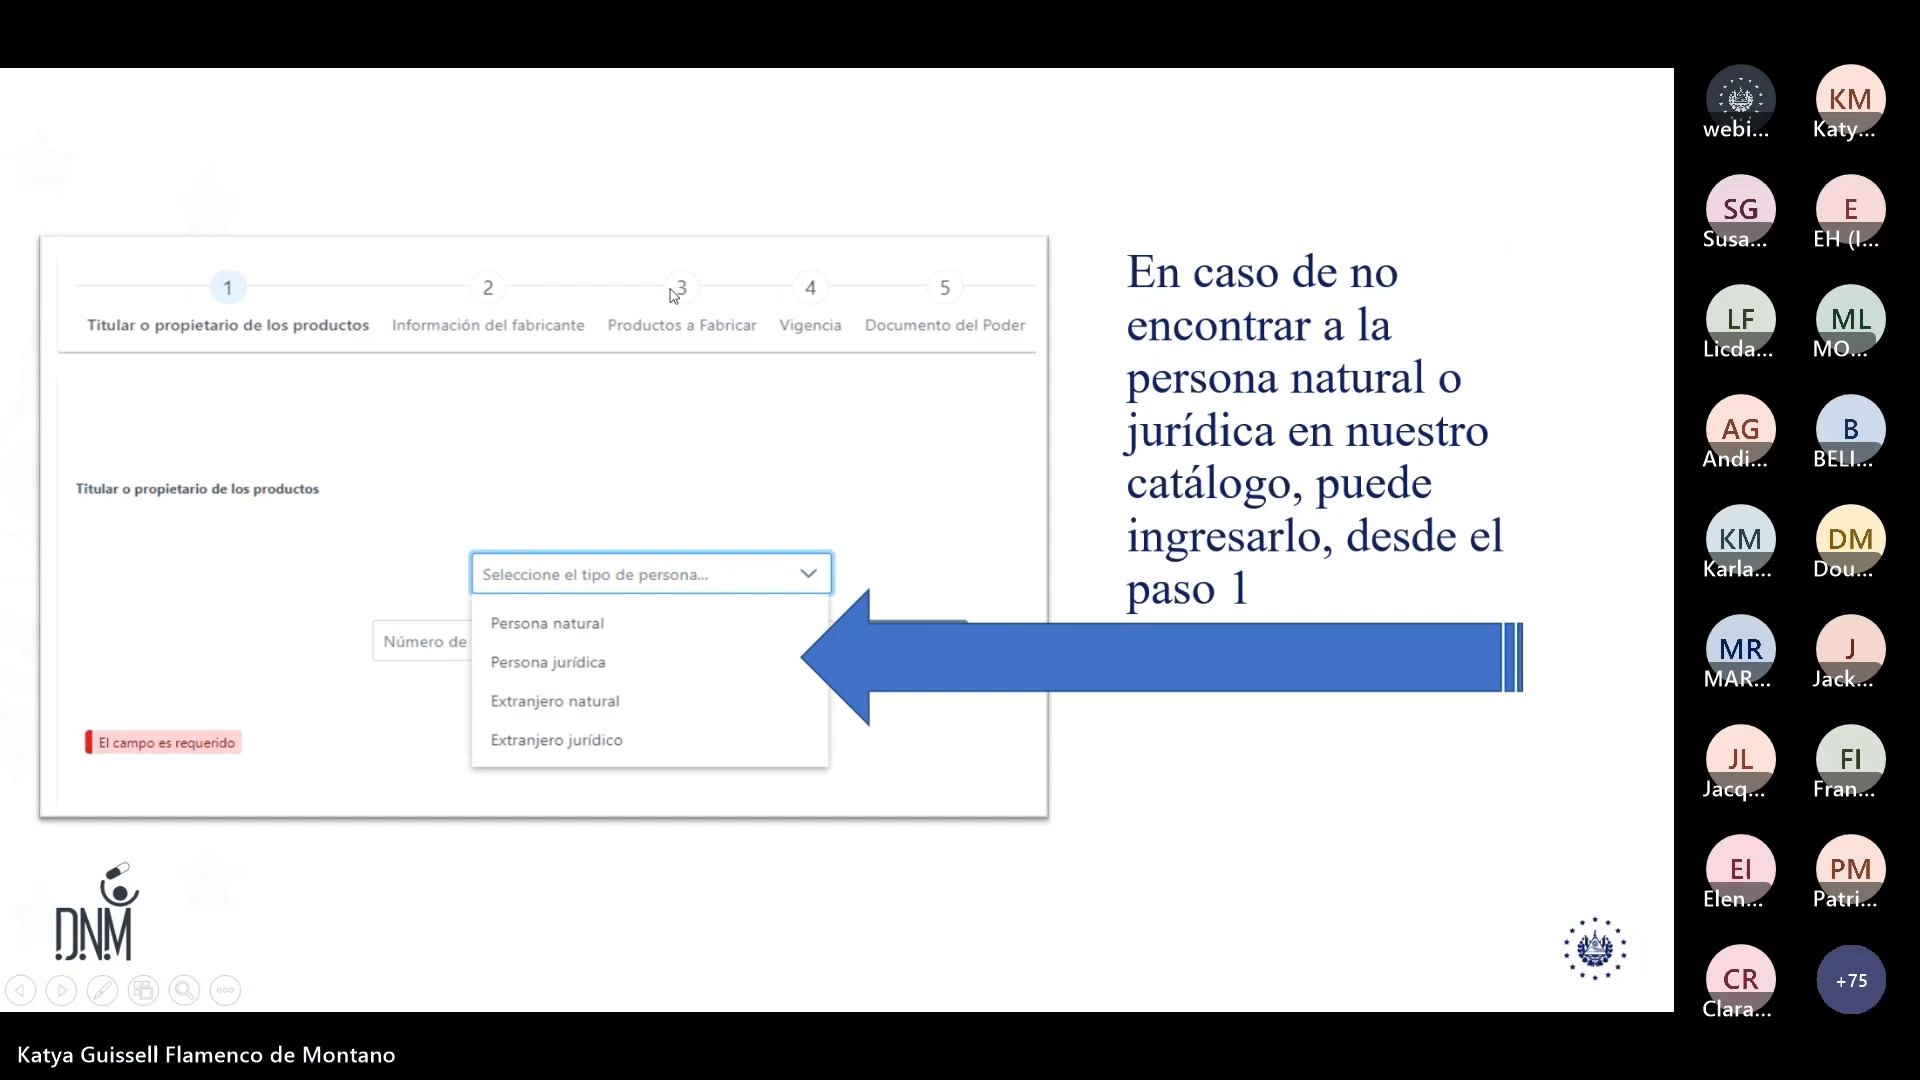 1
2
3
4
5
Titular o propietario de los productos
Información del fabricante
Productos a Fabricar
Vigencia
Documento del Poder
Titular o propietario de los productos
Seleccione el tipo de persona...
Número de
Persona natural
Persona jurídica
Extranjero natural
Extranjero jurídico
El campo es requerido
En caso de no
encontrar a la
persona natural o
jurídica en nuestro
catálogo, puede
ingresarlo, desde el
paso 1
DNM
webi...
KM
Katy...
SG
Susa...
E
EH (I...
LF
Licda...
ML
MO...
AG
Andi...
B
BELI...
KM
Karla...
DM
Dou...
MR
MAR...
J
Jack...
JL
Jacq...
FI
Fran...
EI
Elen...
PM
Patri...
CR
Clara...
+75
Katya Guissell Flamenco de Montano